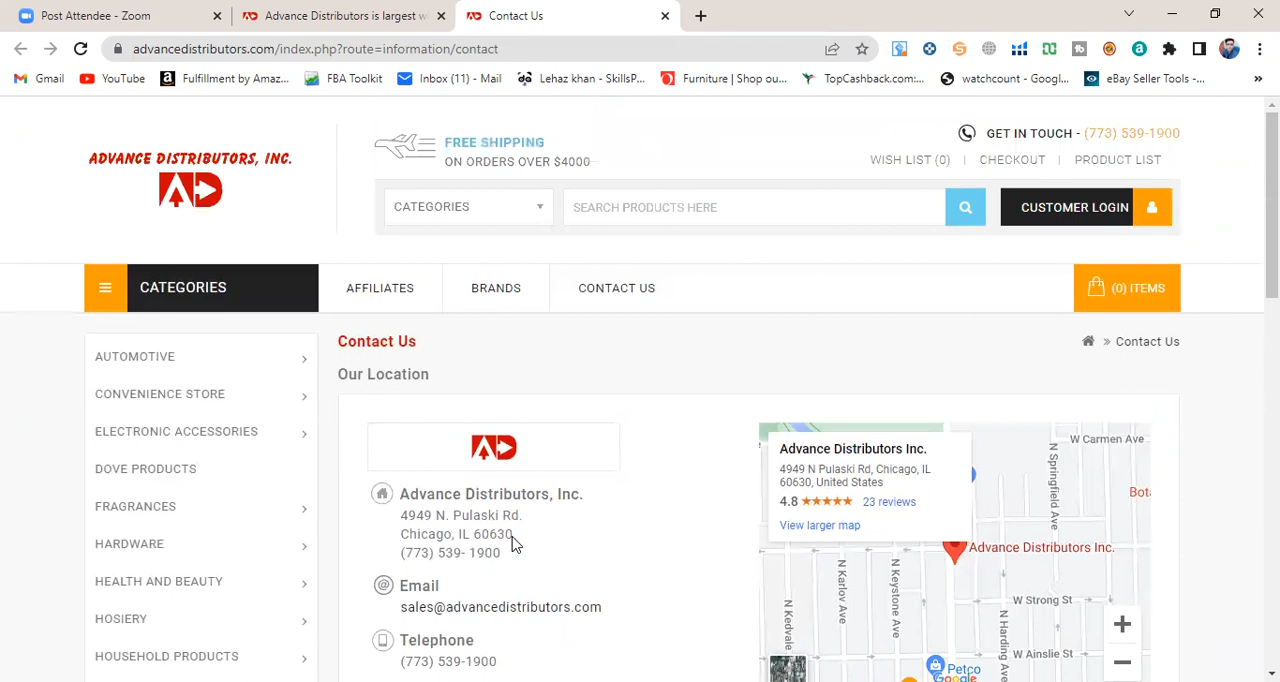 Post Attendee - Zoom
Advance Distributors is largest w
Contact Us
advancedistributors.com/index.php?route=information/contact
Gmail
YouTube
Fulfillment by Amaz...
FBA Toolkit
Inbox (11) - Mail
Lehaz khan - SkillsP...
Furniture | Shop ou...
TopCashback.com:...
watchcount - Googl...
eBay Seller Tools -...
»
ADVANCE DISTRIBUTORS, INC.
AD
FREE SHIPPING
ON ORDERS OVER $4000
GET IN TOUCH - (773) 539-1900
WISH LIST (0) | CHECKOUT | PRODUCT LIST
CATEGORIES
SEARCH PRODUCTS HERE
CUSTOMER LOGIN
CATEGORIES
AFFILIATES
BRANDS
CONTACT US
(0) ITEMS
AUTOMOTIVE
CONVENIENCE STORE
ELECTRONIC ACCESSORIES
DOVE PRODUCTS
FRAGRANCES
HARDWARE
HEALTH AND BEAUTY
HOSIERY
HOUSEHOLD PRODUCTS
Contact Us
» Contact Us
Our Location
AD
Advance Distributors, Inc.
4949 N. Pulaski Rd.
Chicago, IL 60630
(773) 539- 1900
Email
sales@advancedistributors.com
Telephone
(773) 539-1900
Advance Distributors Inc.
4949 N Pulaski Rd, Chicago, IL
60630, United States
4.8 ★★★★★ 23 reviews
View larger map
W Carmen Ave
N Springfield Ave
Bota
Advance Distributors Inc.
N Karlov Ave
N Keystone Ave
N Kedvale
W Strong St
N Harding Ave
W Ainslie St
Petco
Google